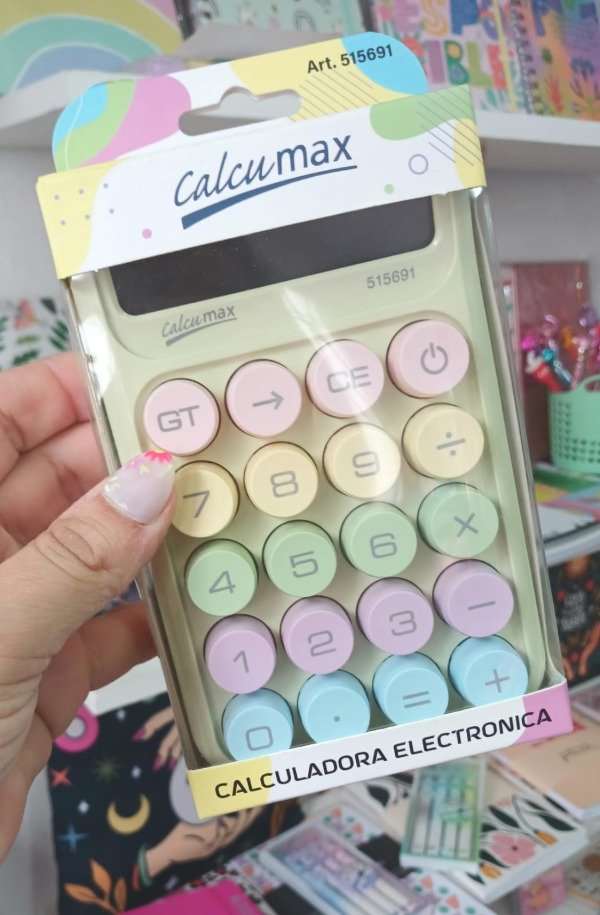 Art. 515691
Calcumax
515691
Calcumax
GT → CE
7 8 9 ÷
4 5 6 ×
1 2 3 −
0 . = +
CALCULADORA ELECTRONICA